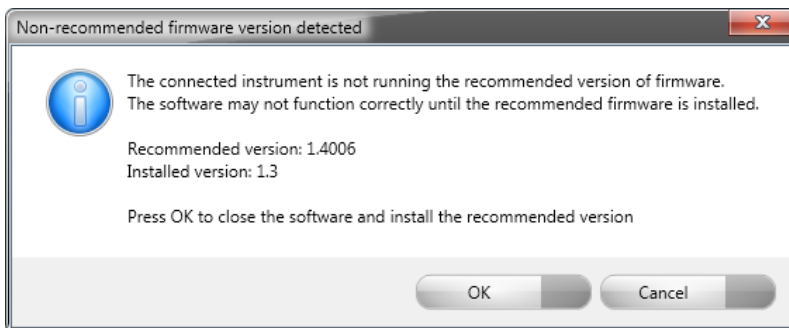 Non-recommended firmware version detected
The connected instrument is not running the recommended version of firmware.
The software may not function correctly until the recommended firmware is installed.
Recommended version: 1.4006
Installed version: 1.3
Press OK to close the software and install the recommended version
OK
Cancel